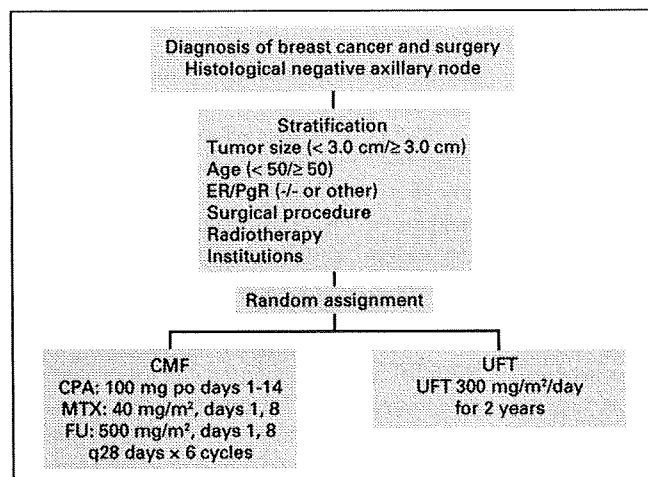 Diagnosis of breast cancer and surgery
Histological negative axillary node
Stratification
Tumor size (< 3.0 cm/≥ 3.0 cm)
Age (< 50/≥ 50)
ER/PgR (-/- or other)
Surgical procedure
Radiotherapy
Institutions
Random assignment
CMF
CPA: 100 mg po days 1-14
MTX: 40 mg/m², days 1, 8
FU: 500 mg/m², days 1, 8
q28 days × 6 cycles
UFT
UFT 300 mg/m²/day
for 2 years